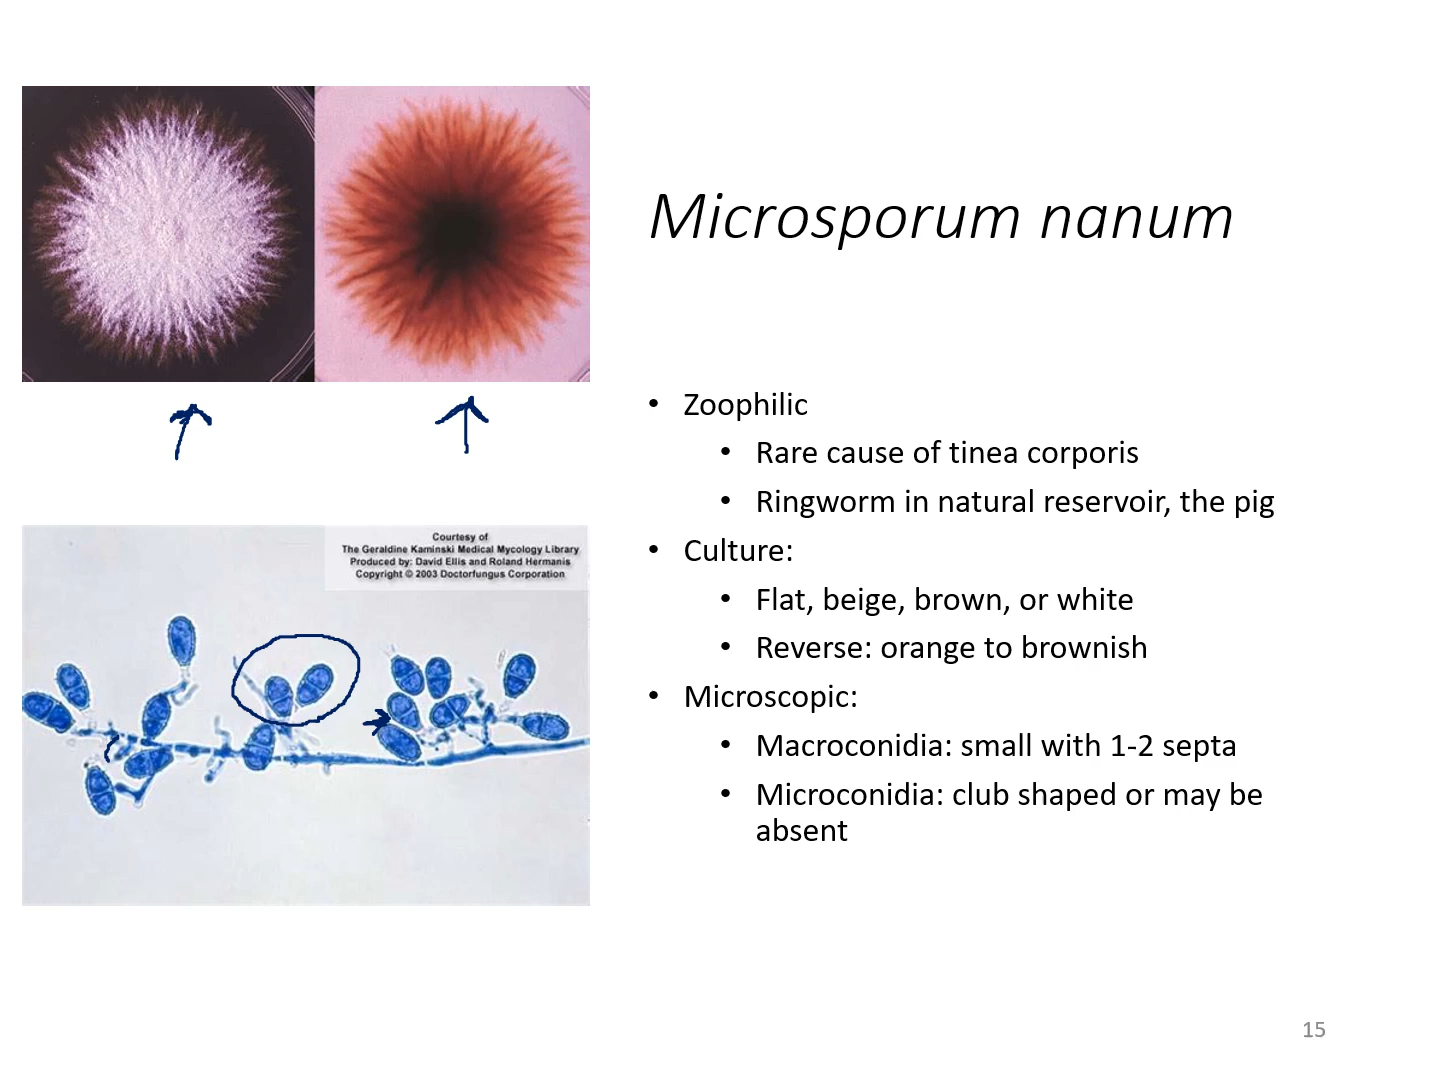 Microsporum nanum
• Zoophilic
• Rare cause of tinea corporis
• Ringworm in natural reservoir, the pig
• Culture:
• Flat, beige, brown, or white
• Reverse: orange to brownish
• Microscopic:
• Macroconidia: small with 1-2 septa
• Microconidia: club shaped or may be
absent
Courtesy of
The Geraldine Kaminski Medical Mycology Library
Produced by: David Ellis and Roland Hermanis
Copyright © 2003 Doctorfungus Corporation
15